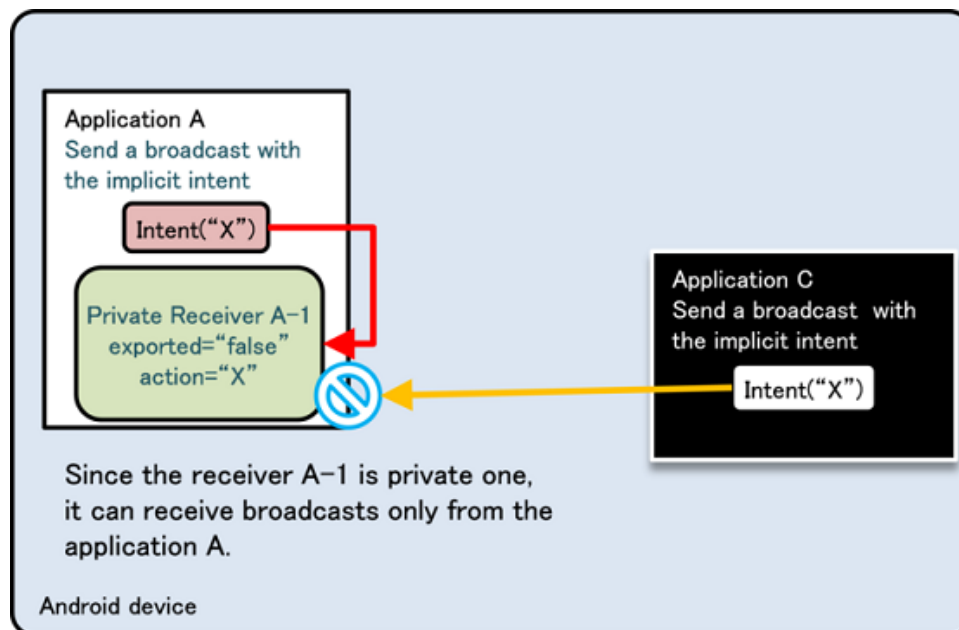 Application A
Send a broadcast with
the implicit intent
Intent(“X”)
Private Receiver A-1
exported=“false”
action=“X”
Application C
Send a broadcast with
the implicit intent
Intent(“X”)
Since the receiver A-1 is private one,
it can receive broadcasts only from the
application A.
Android device